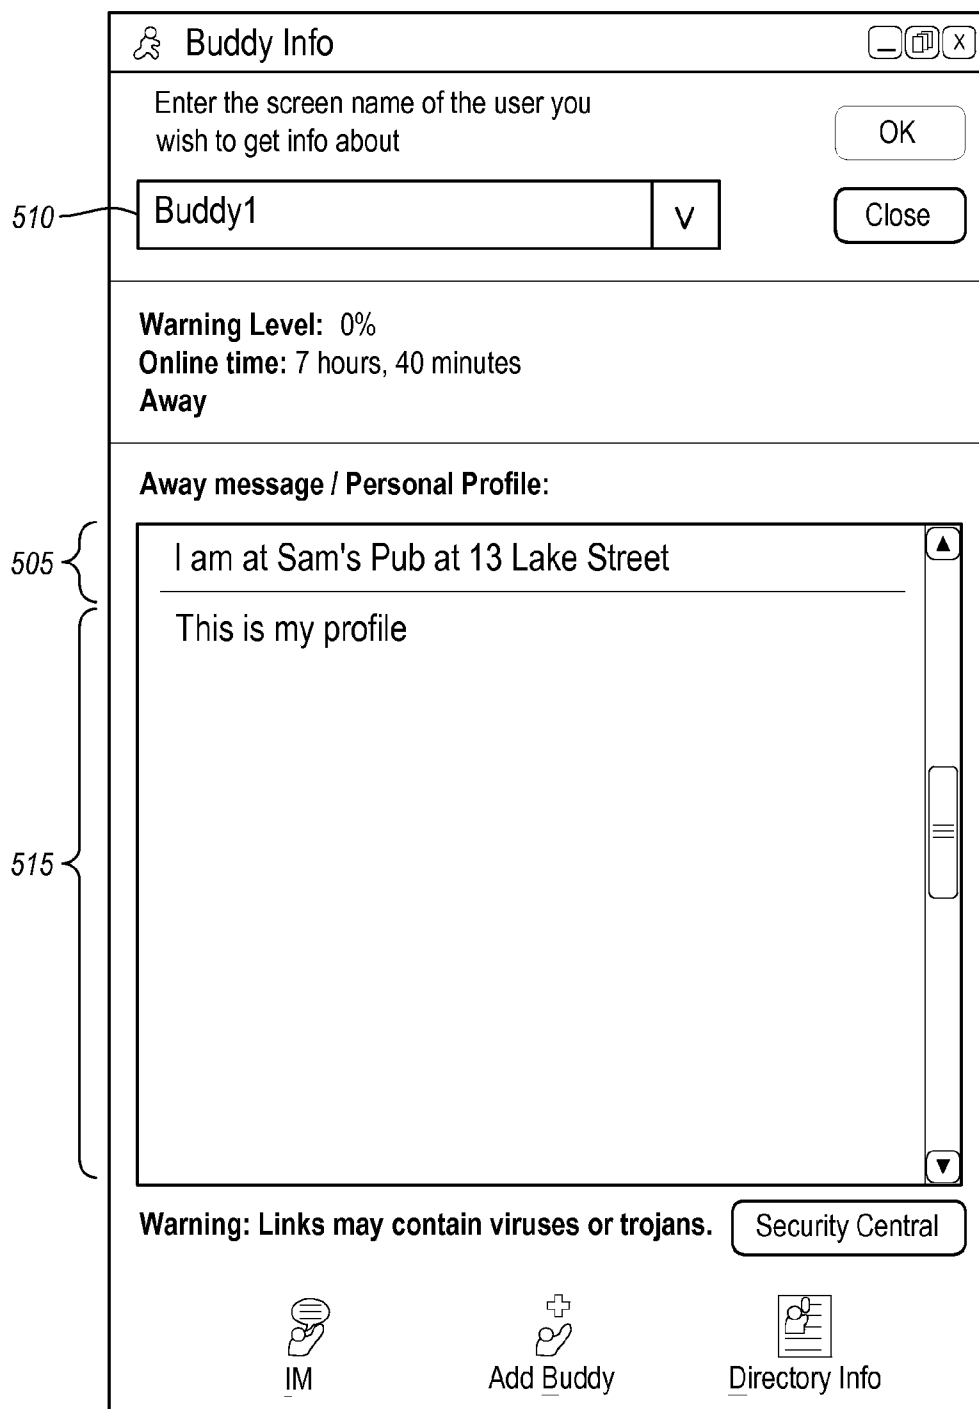 Buddy Info
X
Enter the screen name of the user you
wish to get info about
OK
510
Buddy1
V
Close
Warning Level: 0%
Online time: 7 hours, 40 minutes
Away
Away message / Personal Profile:
505
I am at Sam's Pub at 13 Lake Street
This is my profile
515
Warning: Links may contain viruses or trojans.
Security Central
IM
Add Buddy
Directory Info